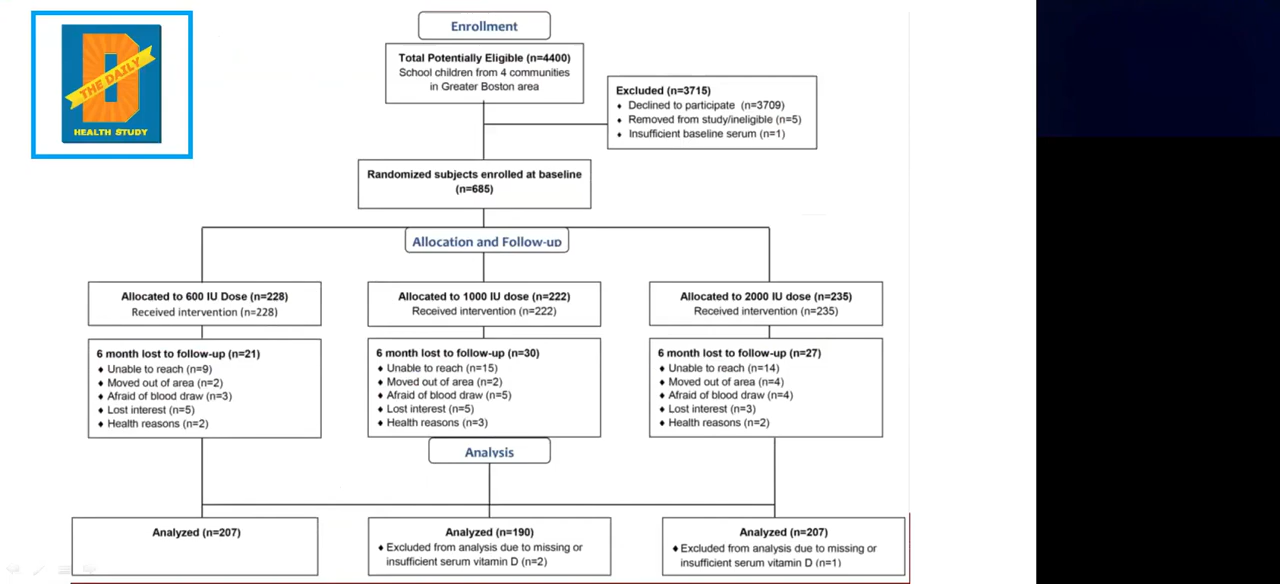 THE DAILY
D
HEALTH STUDY
Enrollment
Total Potentially Eligible (n=4400)
School children from 4 communities
in Greater Boston area
Excluded (n=3715)
♦ Declined to participate (n=3709)
♦ Removed from study/ineligible (n=5)
♦ Insufficient baseline serum (n=1)
Randomized subjects enrolled at baseline
(n=685)
Allocation and Follow-up
Allocated to 600 IU Dose (n=228)
Received intervention (n=228)
Allocated to 1000 IU dose (n=222)
Received intervention (n=222)
Allocated to 2000 IU dose (n=235)
Received intervention (n=235)
6 month lost to follow-up (n=21)
♦ Unable to reach (n=9)
♦ Moved out of area (n=2)
♦ Afraid of blood draw (n=3)
♦ Lost interest (n=5)
♦ Health reasons (n=2)
6 month lost to follow-up (n=30)
♦ Unable to reach (n=15)
♦ Moved out of area (n=2)
♦ Afraid of blood draw (n=5)
♦ Lost interest (n=5)
♦ Health reasons (n=3)
6 month lost to follow-up (n=27)
♦ Unable to reach (n=14)
♦ Moved out of area (n=4)
♦ Afraid of blood draw (n=4)
♦ Lost interest (n=3)
♦ Health reasons (n=2)
Analysis
Analyzed (n=207)
Analyzed (n=190)
♦ Excluded from analysis due to missing or
insufficient serum vitamin D (n=2)
Analyzed (n=207)
♦ Excluded from analysis due to missing or
insufficient serum vitamin D (n=1)